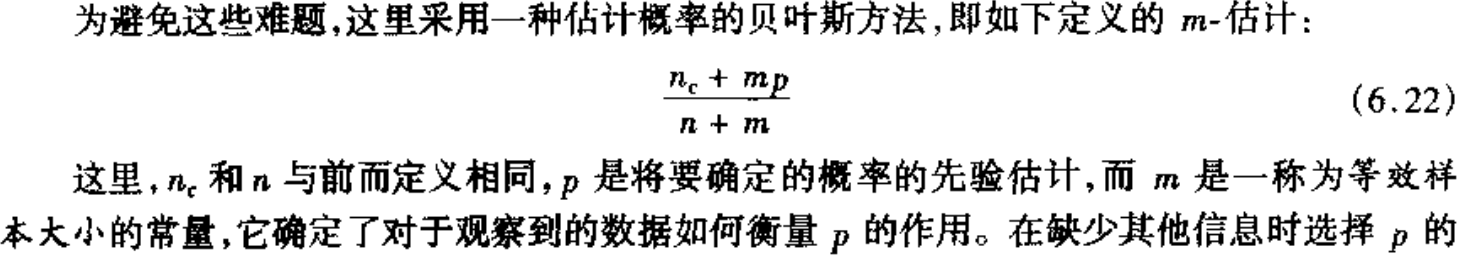 为避免这些难题,这里采用一种估计概率的贝叶斯方法,即如下定义的 m-估计:
n_c + mp
n + m
(6.22)
这里,n_c 和 n 与前而定义相同,p 是将要确定的概率的先验估计,而 m 是一称为等效样
本大小的常量,它确定了对于观察到的数据如何衡量 p 的作用。在缺少其他信息时选择 p 的